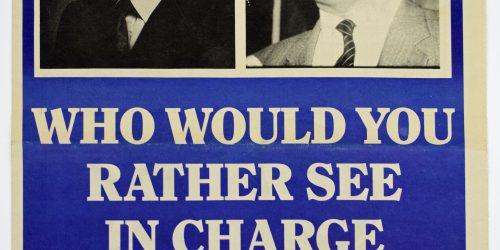 WHO WOULD YOU
RATHER SEE
IN CHARGE